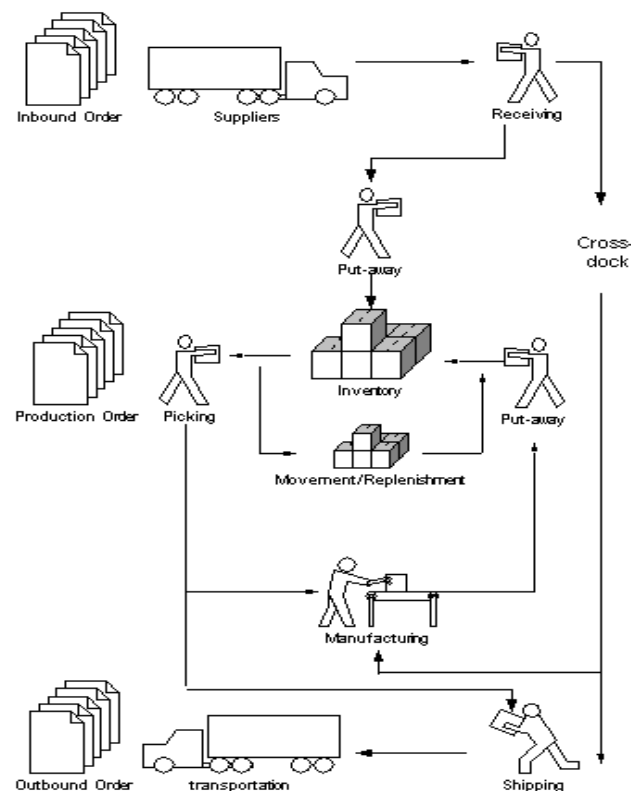 Inbound Order
Suppliers
Receiving
Put-away
Cross-
dock
Inventory
Production Order
Picking
Put-away
Movement/Replenishment
Manufacturing
Outbound Order
transportation
Shipping